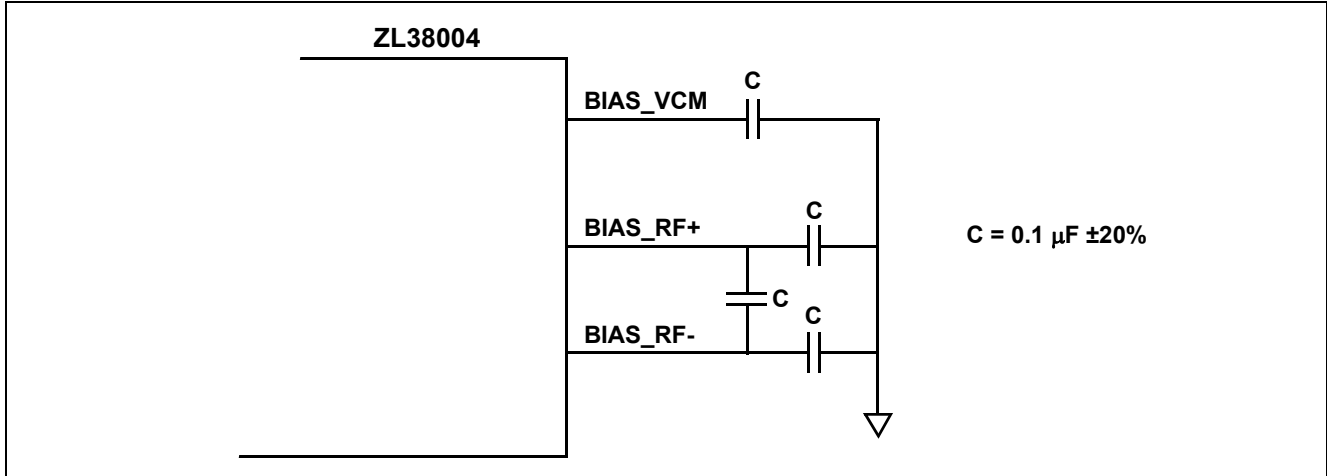 ZL38004
C
BIAS_VCM
C
BIAS_RF+
C = 0.1 μF ±20%
C
C
BIAS_RF-